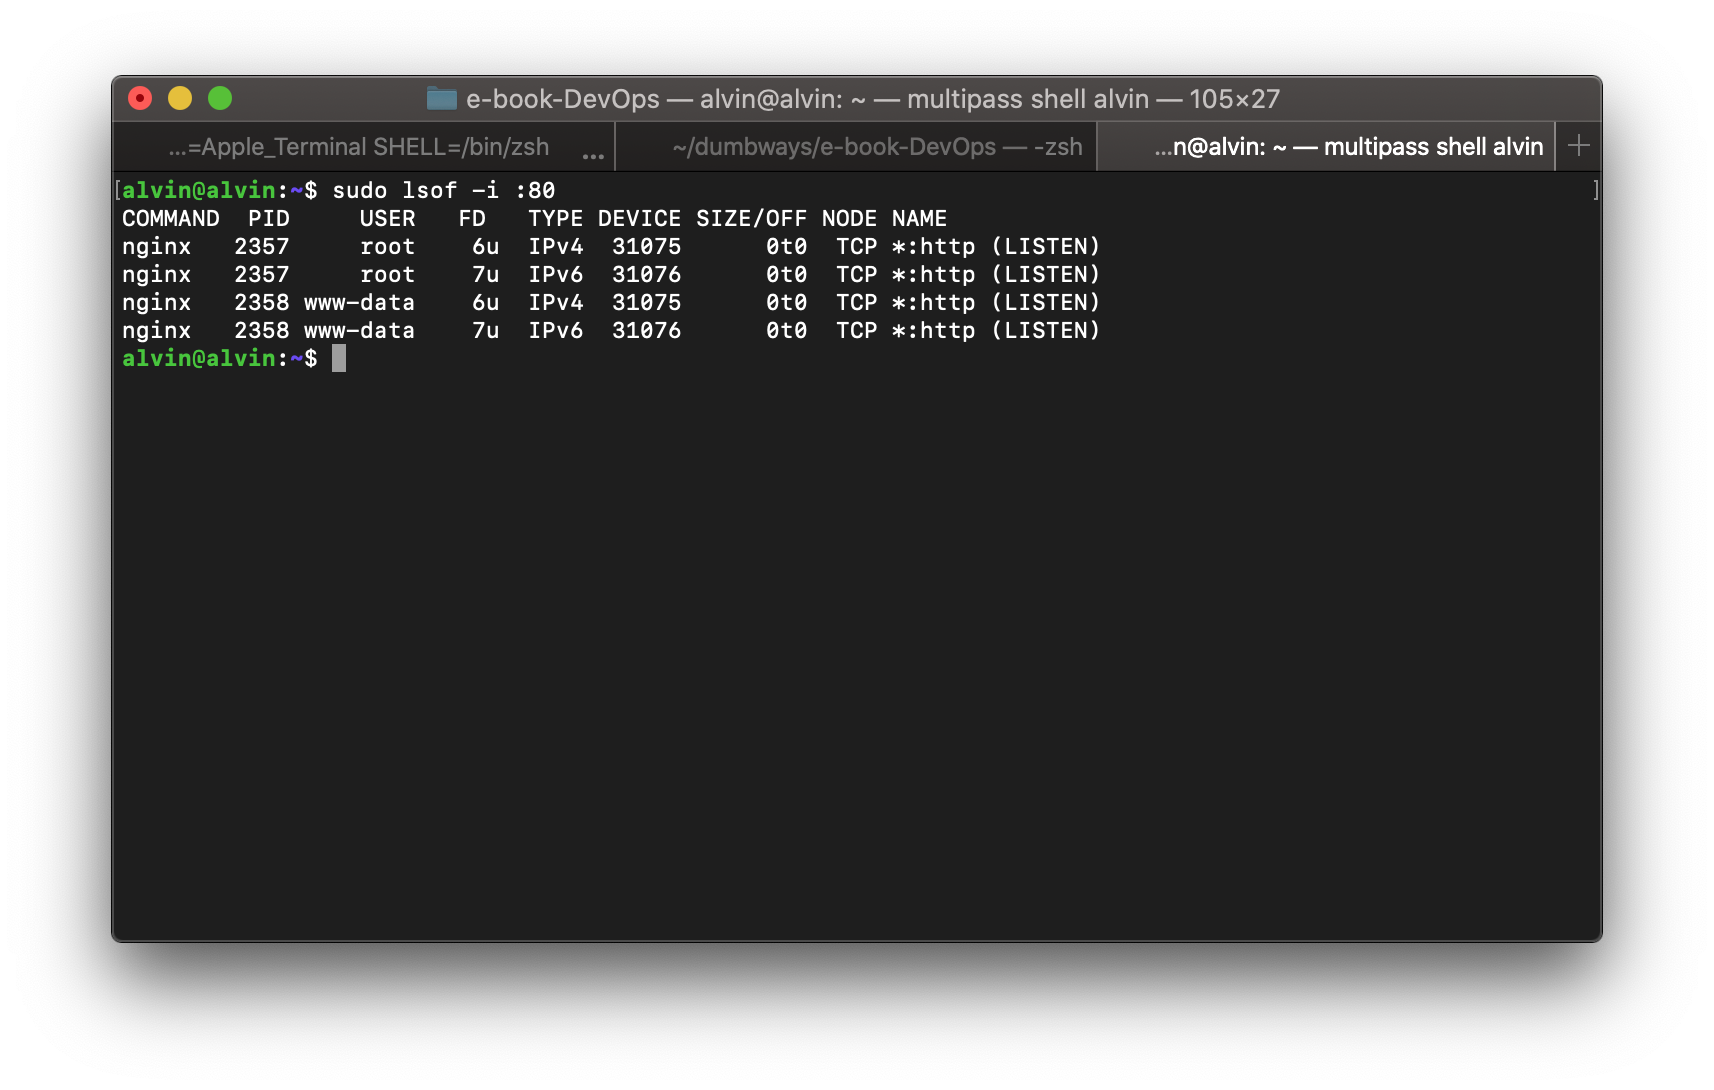 e-book-DevOps — alvin@alvin: ~ — multipass shell alvin — 105×27
...=Apple_Terminal SHELL=/bin/zsh ... ~/dumbways/e-book-DevOps — -zsh ...n@alvin: ~ — multipass shell alvin +
[alvin@alvin:~$ sudo lsof -i :80 ]
COMMAND  PID     USER   FD   TYPE DEVICE SIZE/OFF NODE NAME
nginx   2357     root    6u  IPv4  31075      0t0  TCP *:http (LISTEN)
nginx   2357     root    7u  IPv6  31076      0t0  TCP *:http (LISTEN)
nginx   2358 www-data    6u  IPv4  31075      0t0  TCP *:http (LISTEN)
nginx   2358 www-data    7u  IPv6  31076      0t0  TCP *:http (LISTEN)
alvin@alvin:~$